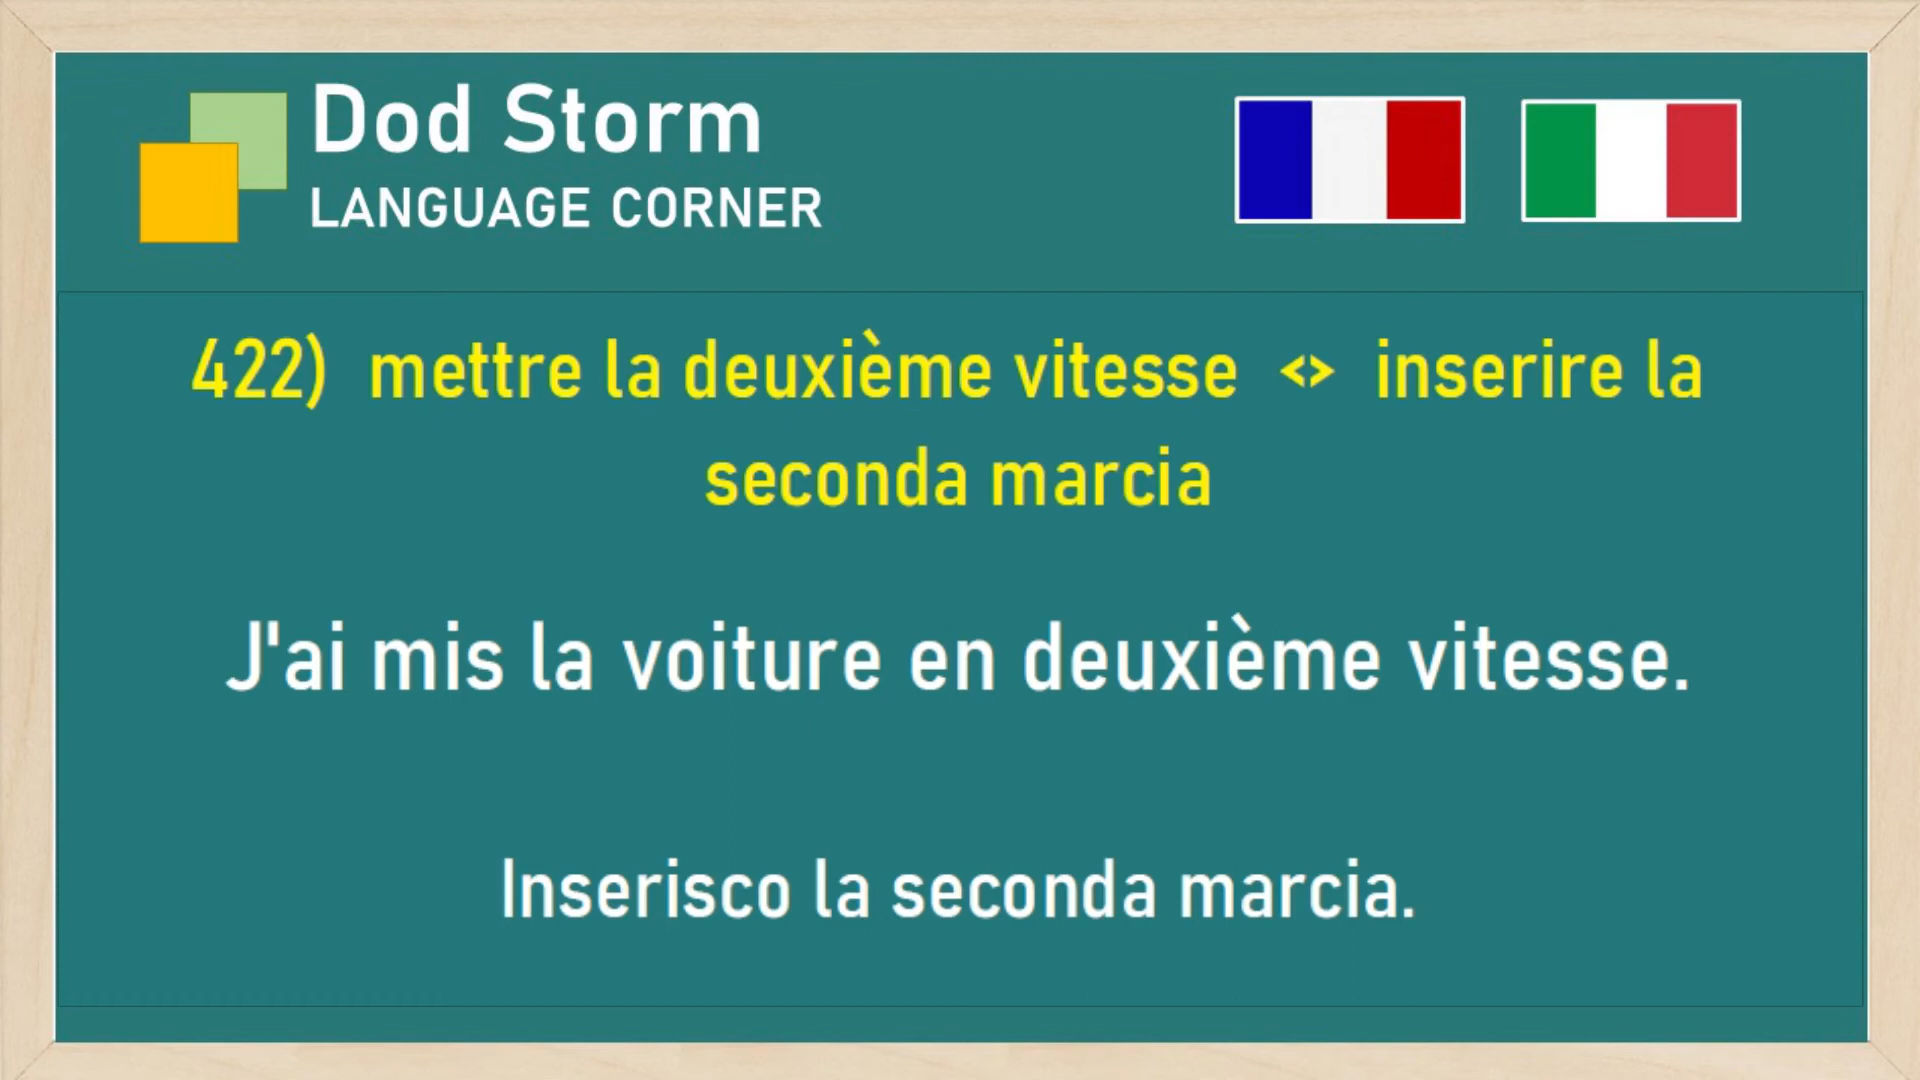 Dod Storm
LANGUAGE CORNER
422) mettre la deuxième vitesse <> inserire la
seconda marcia
J'ai mis la voiture en deuxième vitesse.
Inserisco la seconda marcia.